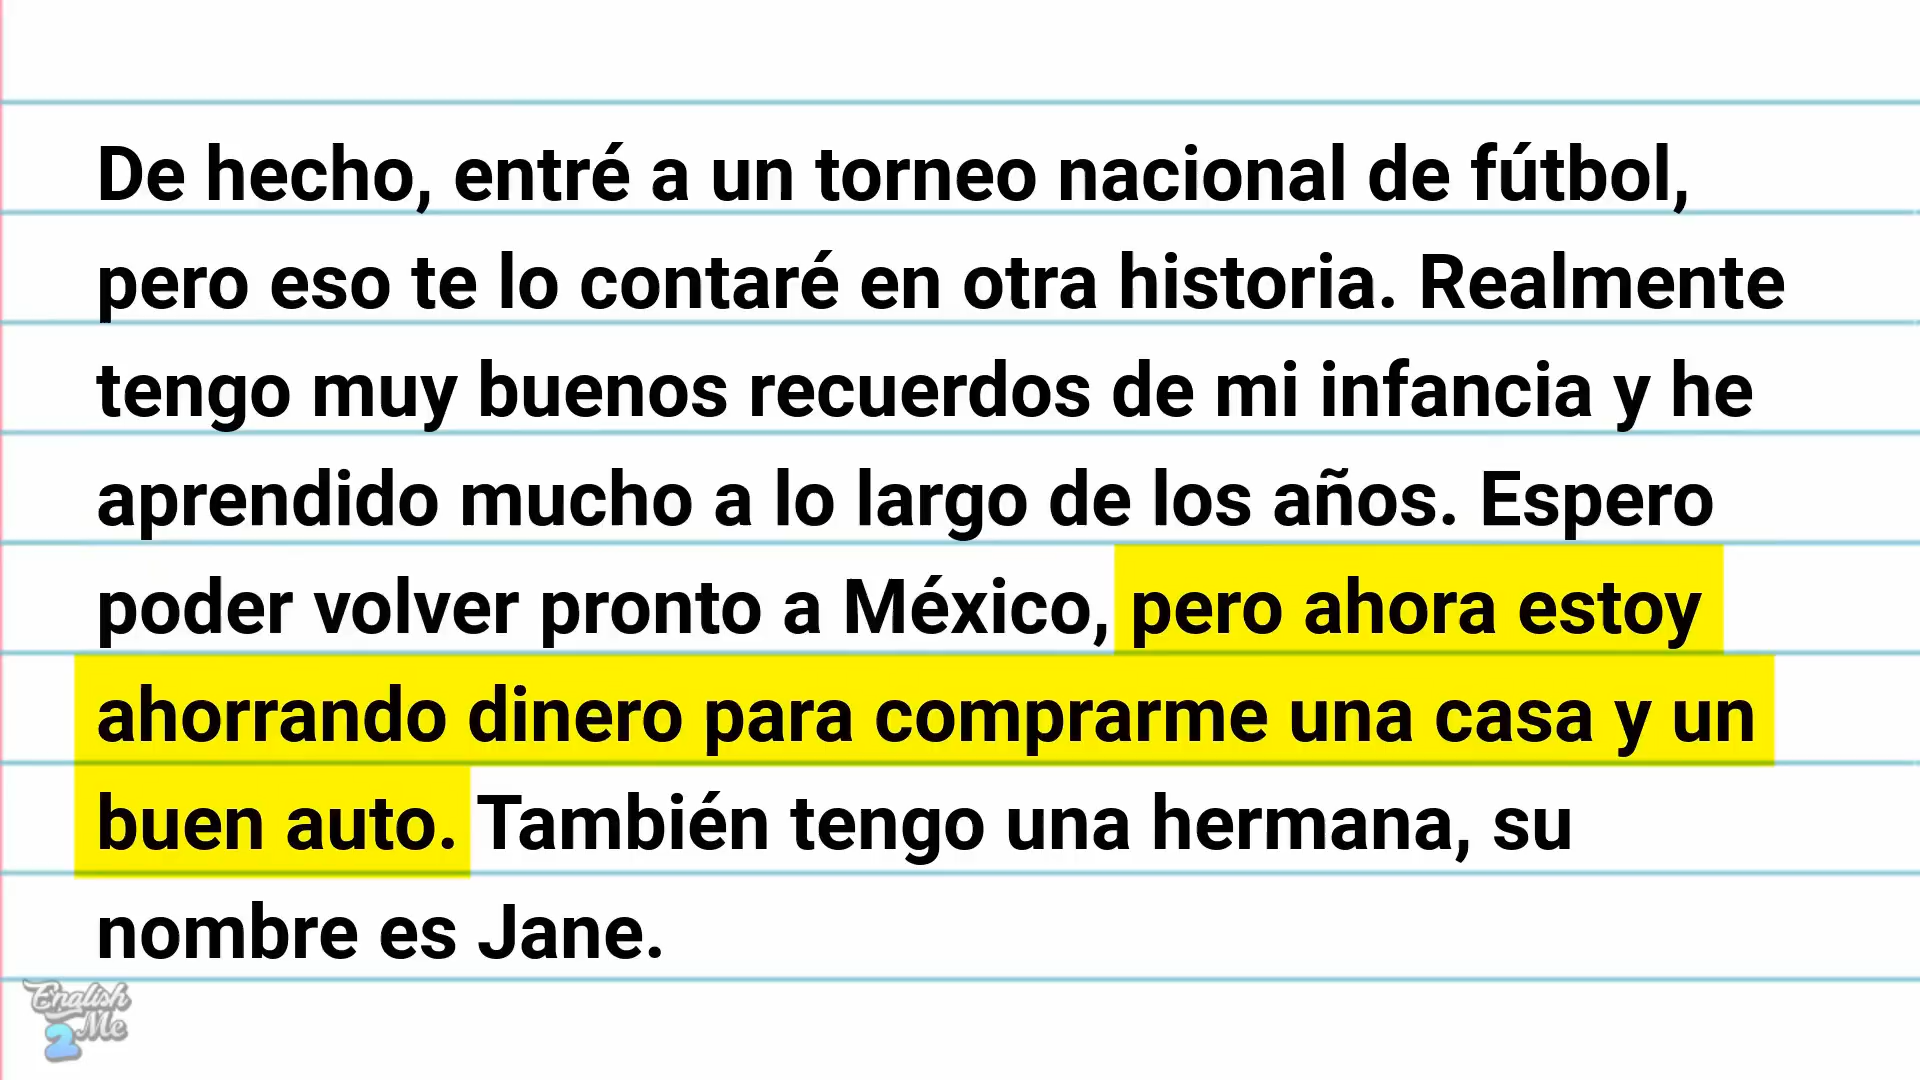 De hecho, entré a un torneo nacional de fútbol,
pero eso te lo contaré en otra historia. Realmente
tengo muy buenos recuerdos de mi infancia y he
aprendido mucho a lo largo de los años. Espero
poder volver pronto a México, pero ahora estoy
ahorrando dinero para comprarme una casa y un
buen auto. También tengo una hermana, su
nombre es Jane.
English
2 Me